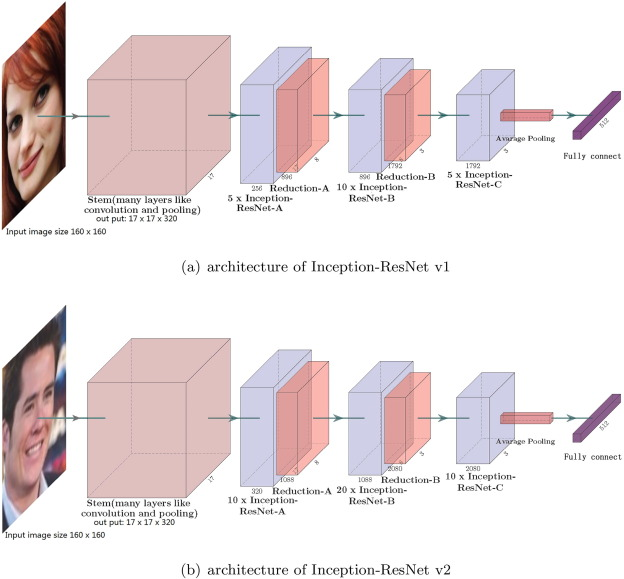 17
256
896
8
896
1792
3
1792
3
512
Avarage Pooling
Fully connect
Reduction-A
Reduction-B
5 x Inception-
ResNet-A
10 x Inception-
ResNet-B
5 x Inception-
ResNet-C
Stem(many layers like
convolution and pooling)
out put: 17 x 17 x 320
Input image size 160 x 160
(a) architecture of Inception-ResNet v1
17
320
1088
8
1088
2080
3
2080
3
512
Avarage Pooling
Fully connect
Reduction-A
Reduction-B
10 x Inception-
ResNet-A
20 x Inception-
ResNet-B
10 x Inception-
ResNet-C
Stem(many layers like
convolution and pooling)
out put: 17 x 17 x 320
Input image size 160 x 160
(b) architecture of Inception-ResNet v2